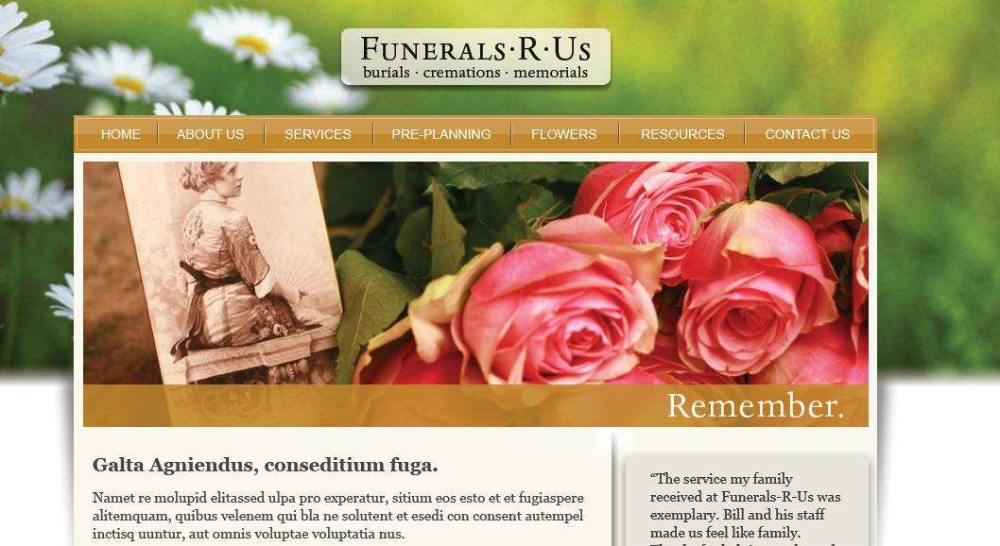 FUNERALS·R·US
burials · cremations · memorials
HOME ABOUT US SERVICES PRE-PLANNING FLOWERS RESOURCES CONTACT US
Remember.
Galta Agniendus, conseditium fuga.
Namet re molupid elitassed ulpa pro experatur, sitium eos esto et et fugiaspere
alitemquam, quibus velenem qui bla ne solutent et esedi con consent autempel
inctisq uuntur, aut omnis voluptae voluptatia nus.
“The service my family
received at Funerals-R-Us was
exemplary. Bill and his staff
made us feel like family.